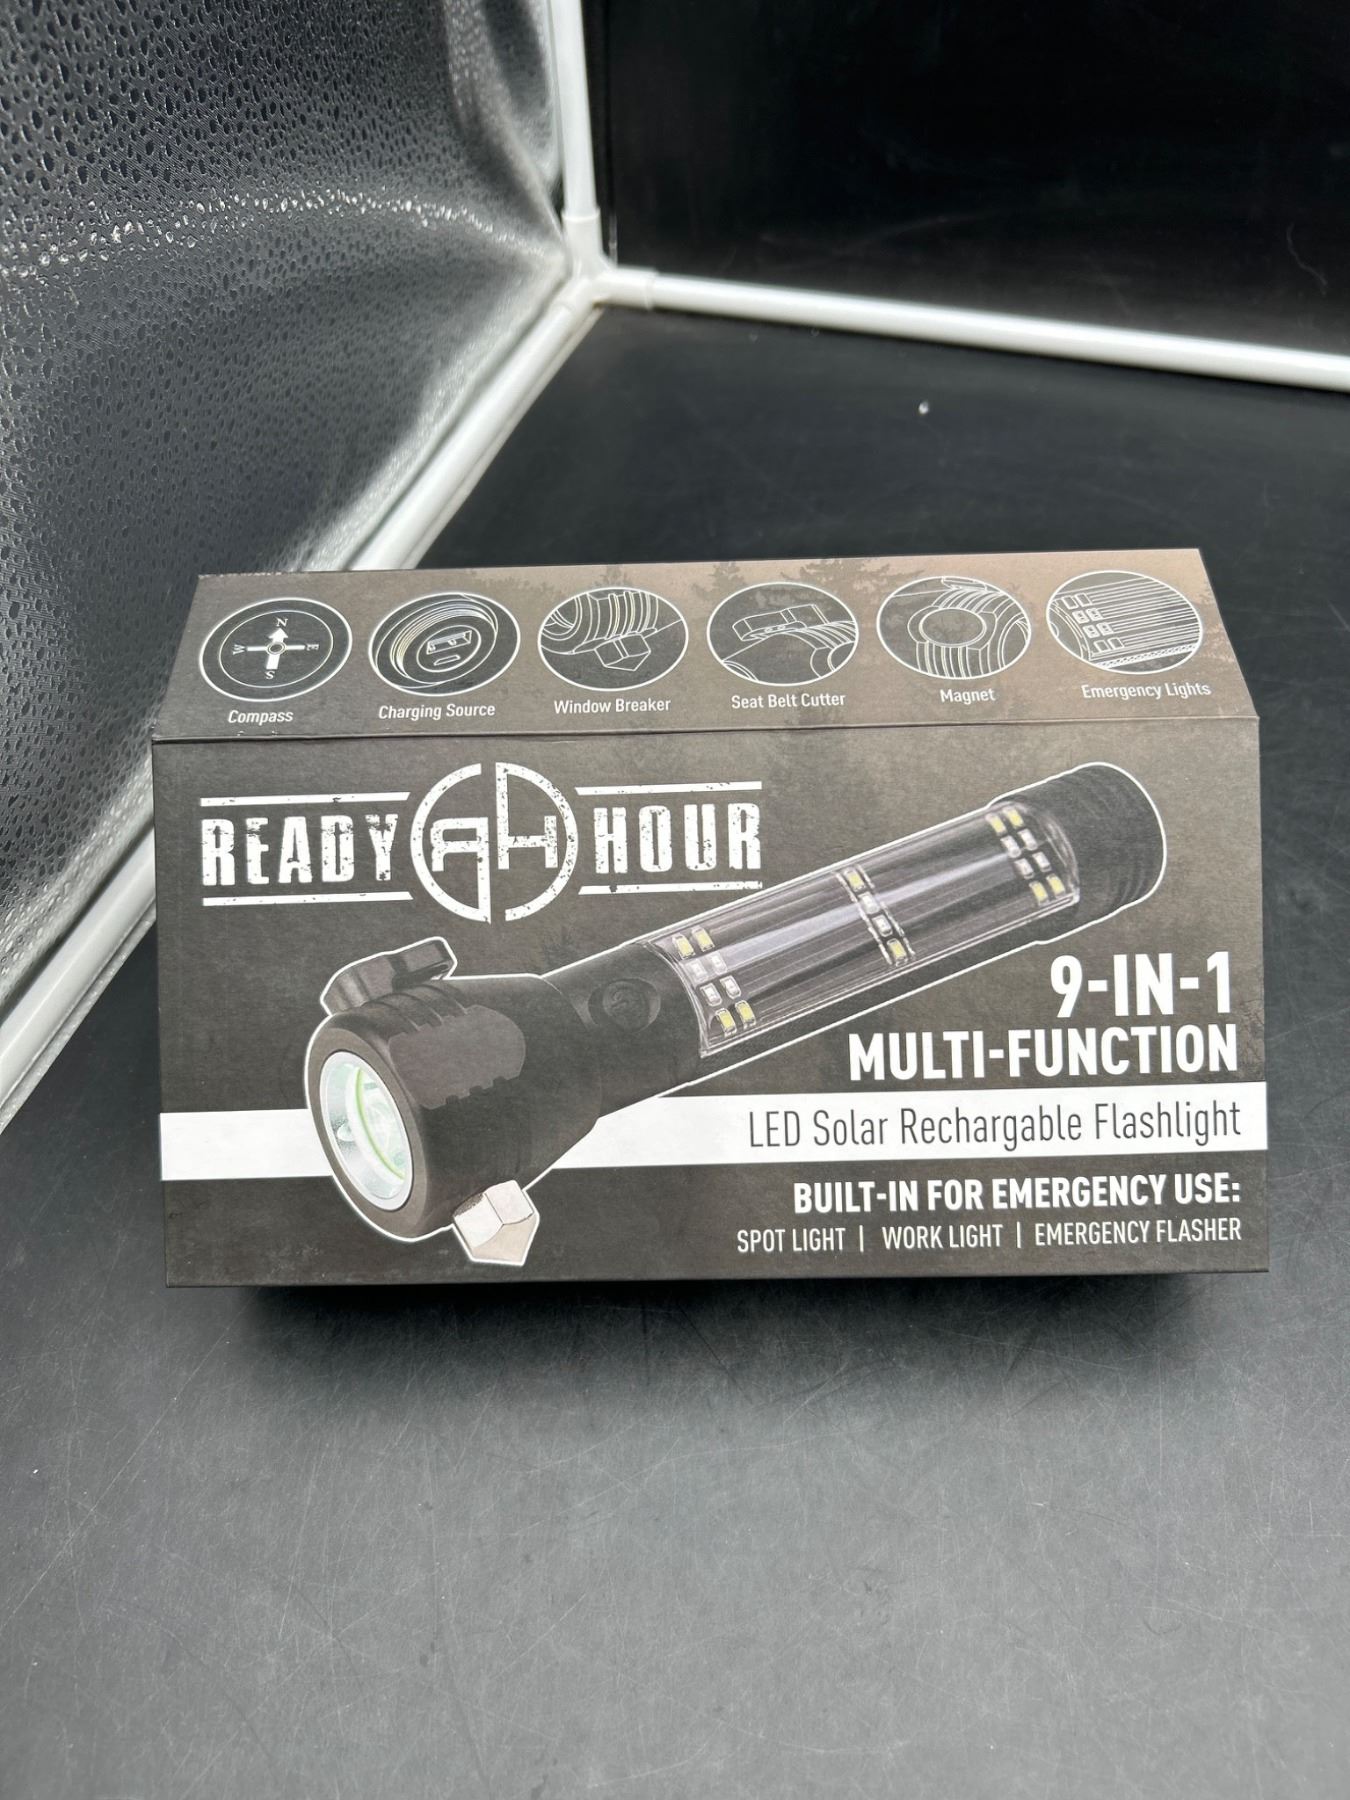 N
W E
S
Compass
Charging Source
Window Breaker
Seat Belt Cutter
Magnet
Emergency Lights
READY RH HOUR
9-IN-1
MULTI-FUNCTION
LED Solar Rechargable Flashlight
BUILT-IN FOR EMERGENCY USE:
SPOT LIGHT | WORK LIGHT | EMERGENCY FLASHER